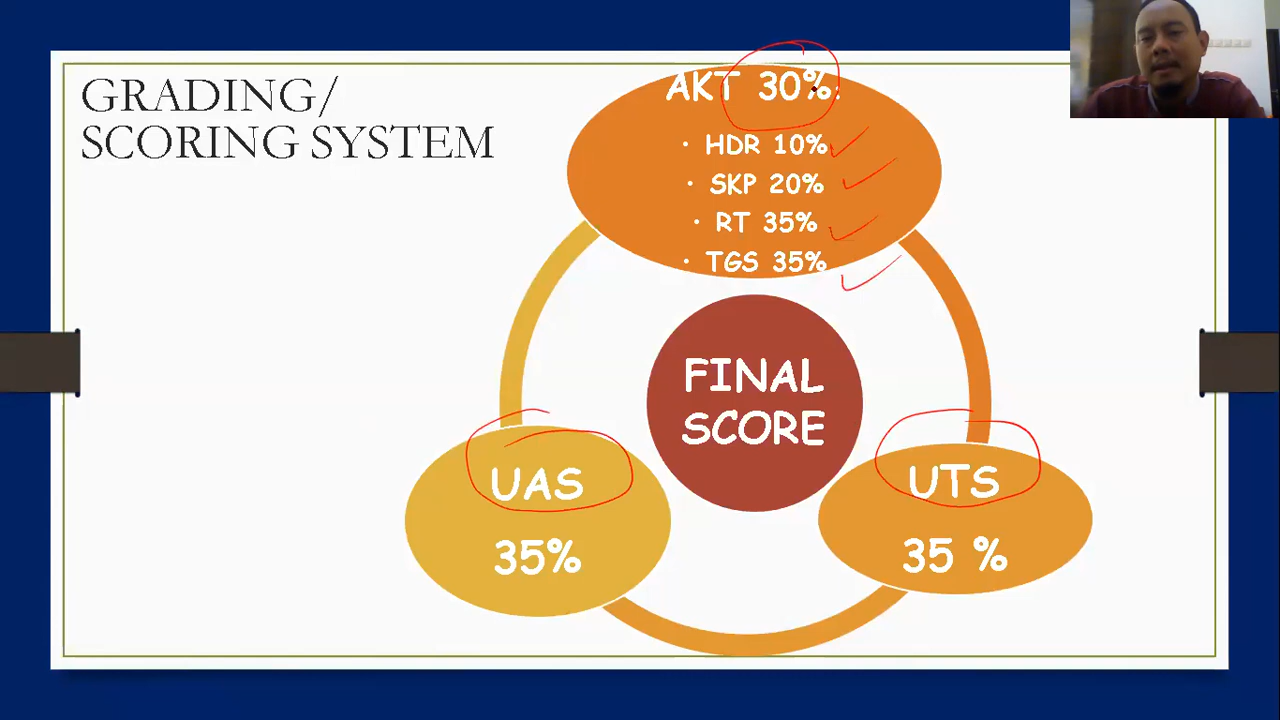 GRADING/
SCORING SYSTEM
AKT 30%:
· HDR 10%
· SKP 20%
· RT 35%
· TGS 35%
FINAL
SCORE
UAS
35%
UTS
35 %